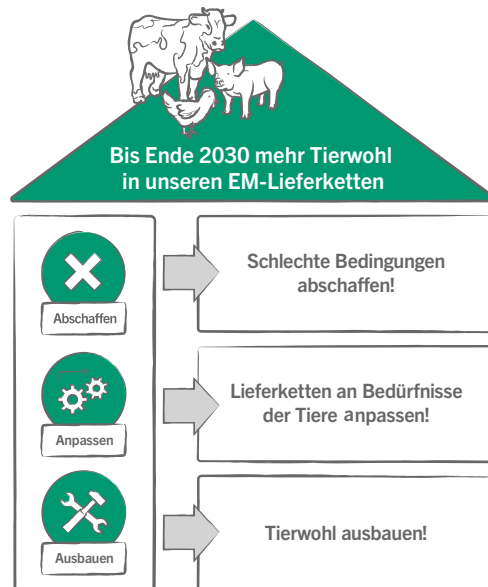 Bis Ende 2030 mehr Tierwohl
in unseren EM-Lieferketten
Abschaffen
Schlechte Bedingungen
abschaffen!
Anpassen
Lieferketten an Bedürfnisse
der Tiere anpassen!
Ausbauen
Tierwohl ausbauen!